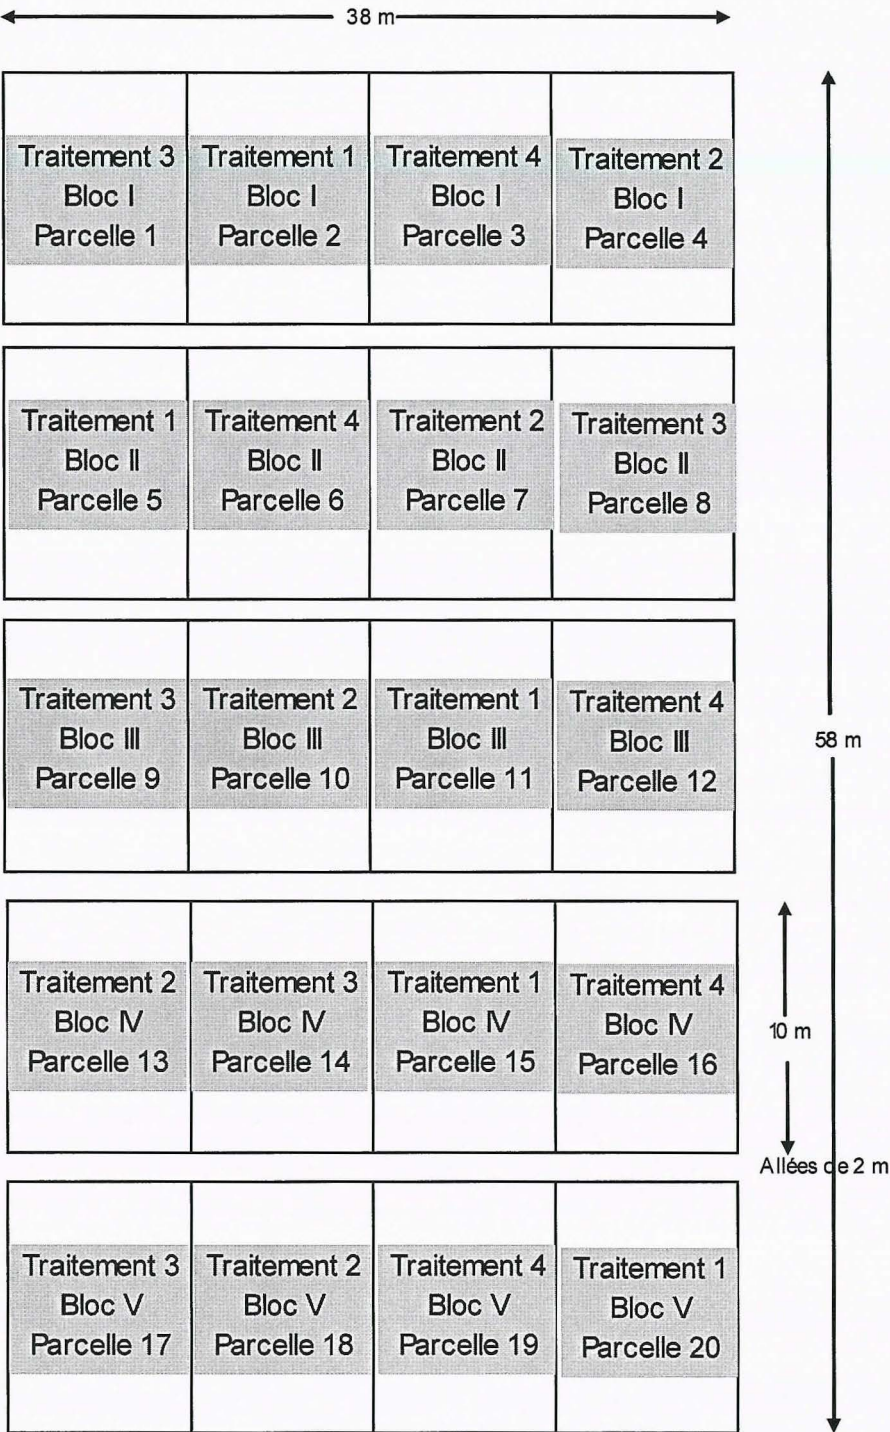 38 m
Traitement 3
Bloc I
Parcelle 1
Traitement 1
Bloc I
Parcelle 2
Traitement 4
Bloc I
Parcelle 3
Traitement 2
Bloc I
Parcelle 4
Traitement 1
Bloc II
Parcelle 5
Traitement 4
Bloc II
Parcelle 6
Traitement 2
Bloc II
Parcelle 7
Traitement 3
Bloc II
Parcelle 8
Traitement 3
Bloc III
Parcelle 9
Traitement 2
Bloc III
Parcelle 10
Traitement 1
Bloc III
Parcelle 11
Traitement 4
Bloc III
Parcelle 12
58 m
Traitement 2
Bloc IV
Parcelle 13
Traitement 3
Bloc IV
Parcelle 14
Traitement 1
Bloc IV
Parcelle 15
Traitement 4
Bloc IV
Parcelle 16
10 m
Allées de 2 m
Traitement 3
Bloc V
Parcelle 17
Traitement 2
Bloc V
Parcelle 18
Traitement 4
Bloc V
Parcelle 19
Traitement 1
Bloc V
Parcelle 20